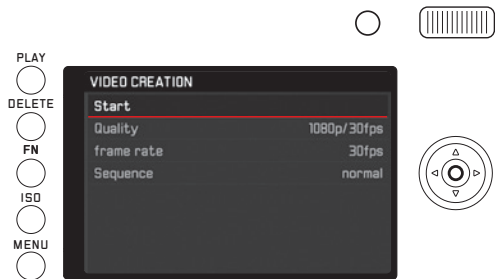 PLAY
DELETE
FN
ISO
MENU
VIDEO CREATION
Start
Quality 1080p/30fps
frame rate 30fps
Sequence normal